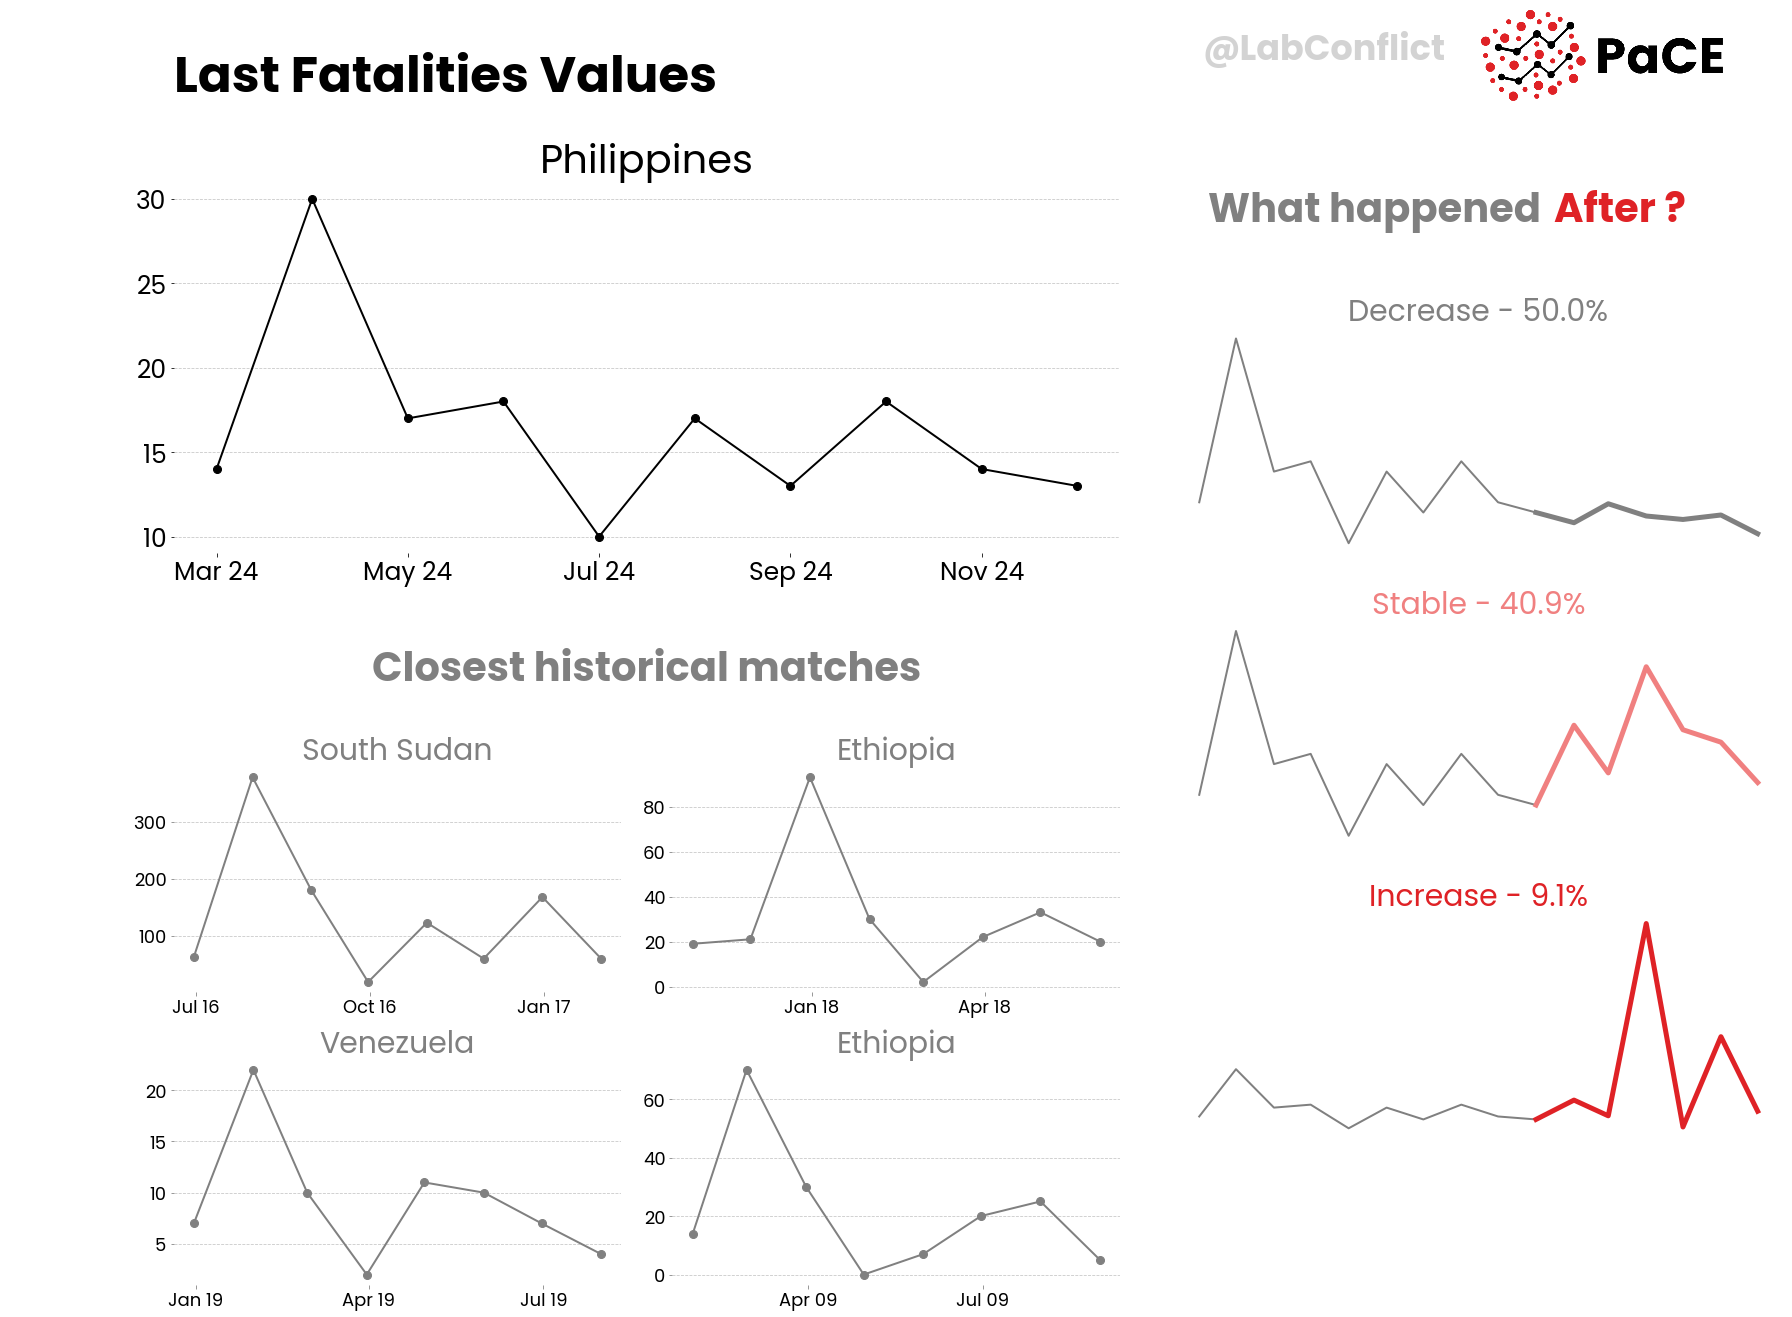 @LabConflict
PaCE
Last Fatalities Values
Philippines
30
25
20
15
10
Mar 24
May 24
Jul 24
Sep 24
Nov 24
What happened After ?
Decrease - 50.0%
Stable - 40.9%
Increase - 9.1%
Closest historical matches
South Sudan
300
200
100
Jul 16
Oct 16
Jan 17
Ethiopia
80
60
40
20
0
Jan 18
Apr 18
Venezuela
20
15
10
5
Jan 19
Apr 19
Jul 19
Ethiopia
60
40
20
0
Apr 09
Jul 09